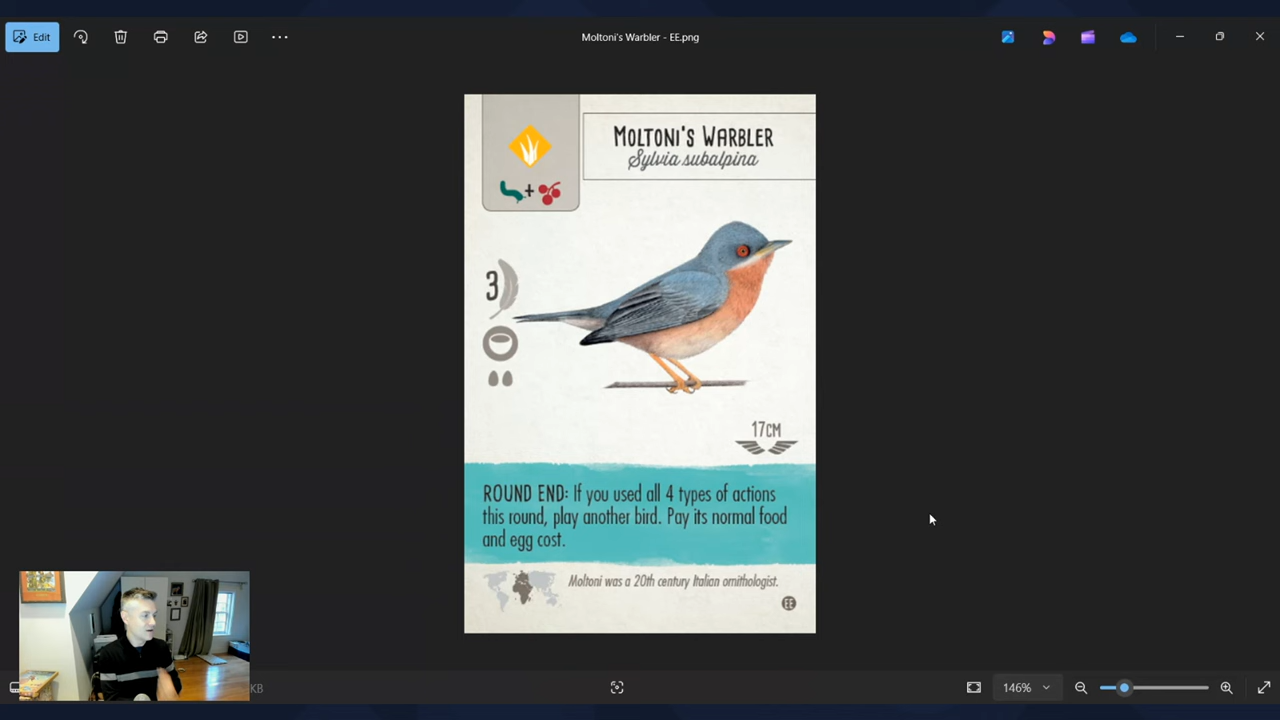 Edit
Moltoni's Warbler - EE.png
MOLTONI'S WARBLER
Sylvia subalpina
+
3
17CM
ROUND END: If you used all 4 types of actions
this round, play another bird. Pay its normal food
and egg cost.
Moltoni was a 20th century Italian ornithologist.
EE
KB
146%